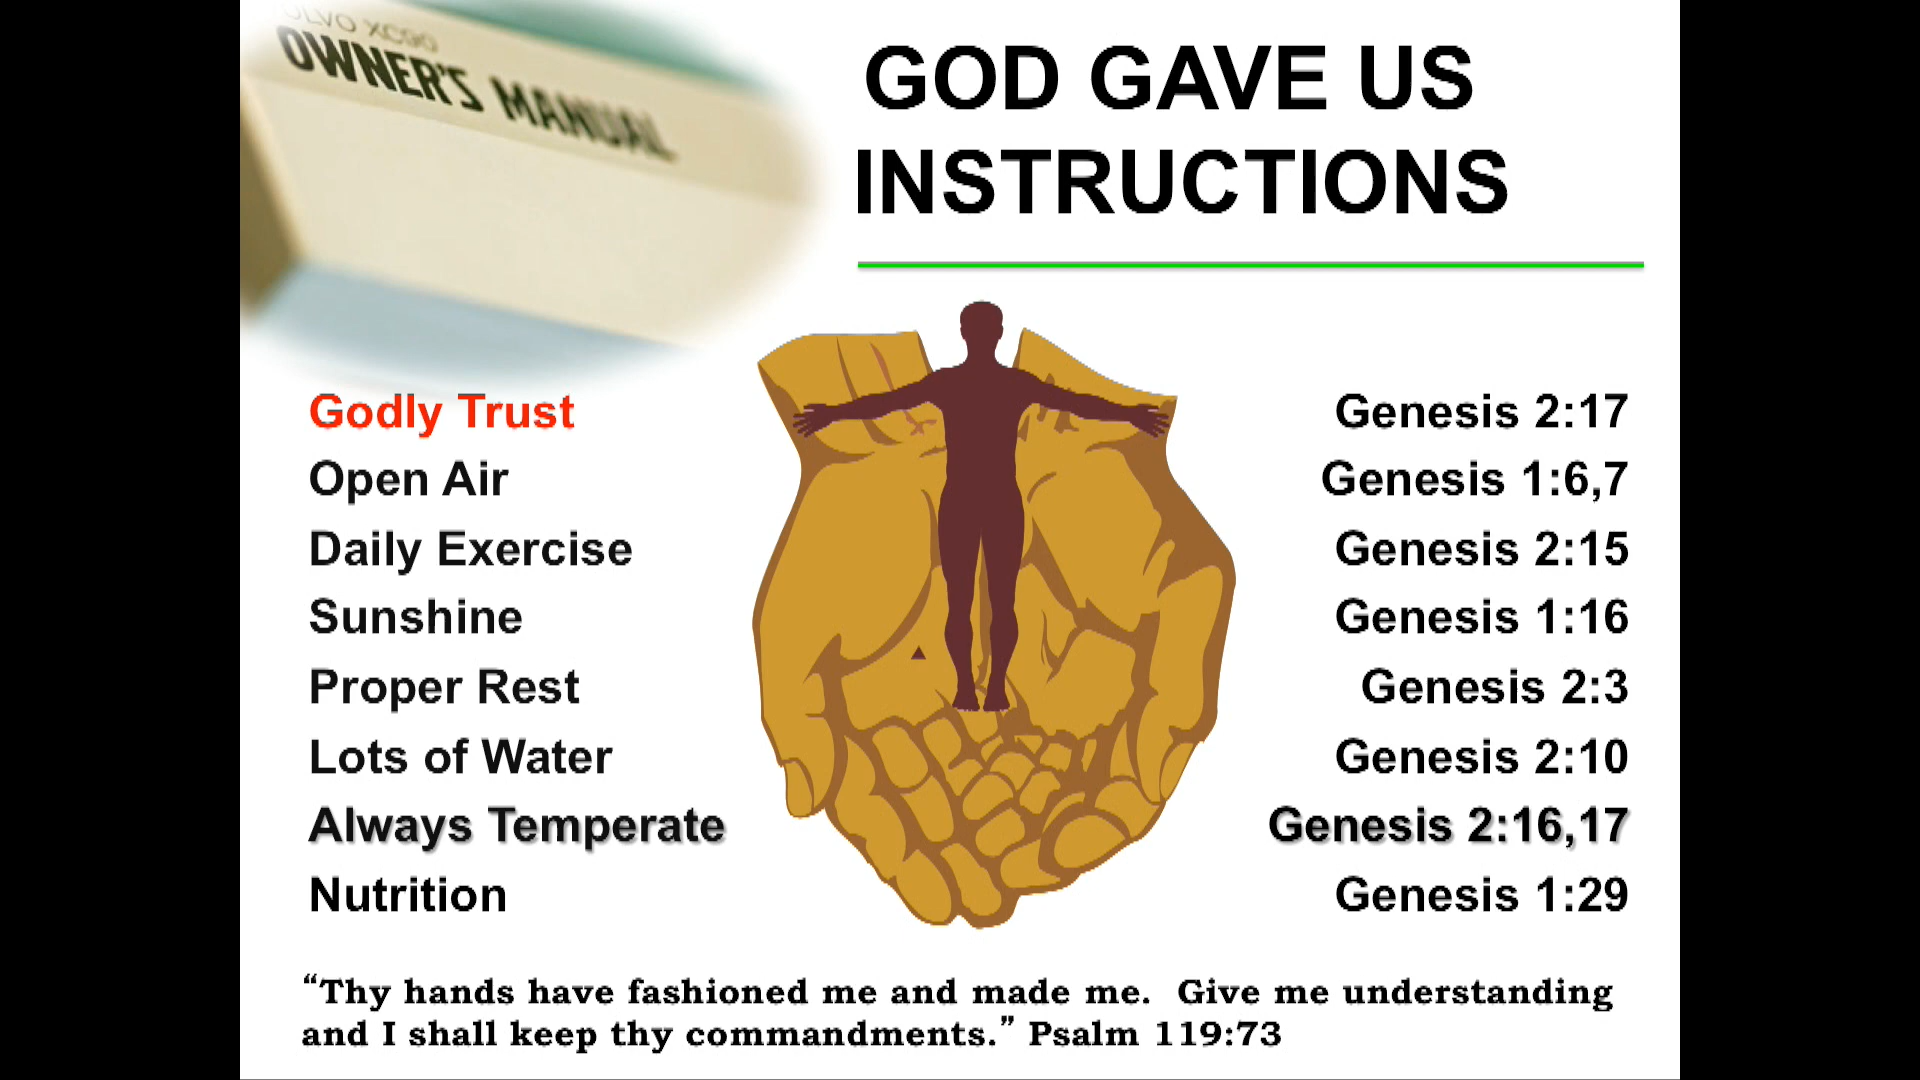 OLVO XC90
OWNER'S MANUAL
GOD GAVE US
INSTRUCTIONS
Godly Trust Genesis 2:17
Open Air Genesis 1:6,7
Daily Exercise Genesis 2:15
Sunshine Genesis 1:16
Proper Rest Genesis 2:3
Lots of Water Genesis 2:10
Always Temperate Genesis 2:16,17
Nutrition Genesis 1:29
“Thy hands have fashioned me and made me. Give me understanding
and I shall keep thy commandments.” Psalm 119:73